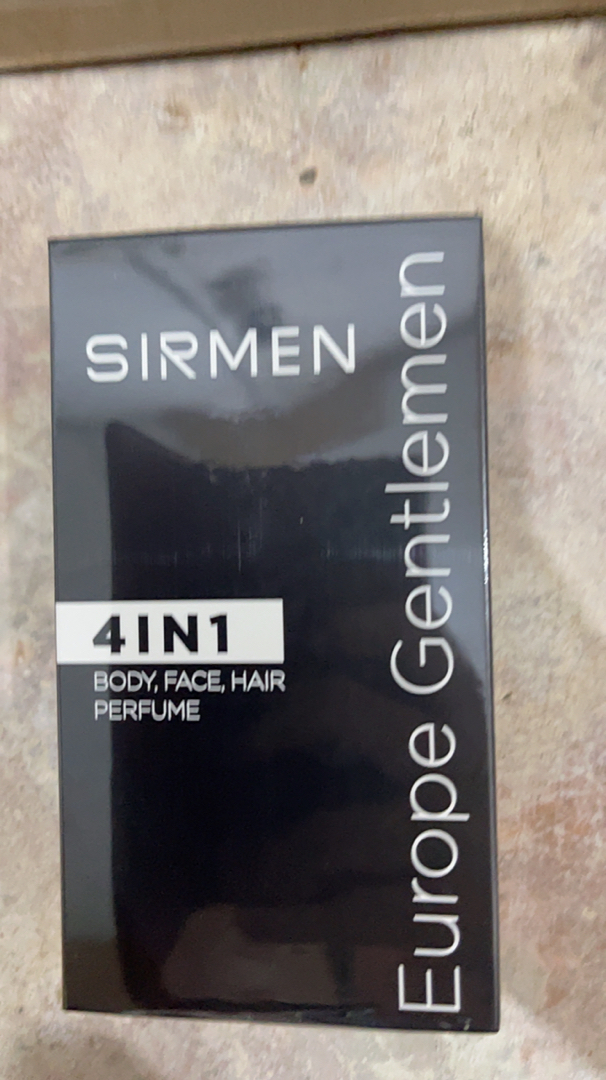 SIRMEN
4IN1
BODY, FACE, HAIR
PERFUME
Europe Gentlemen